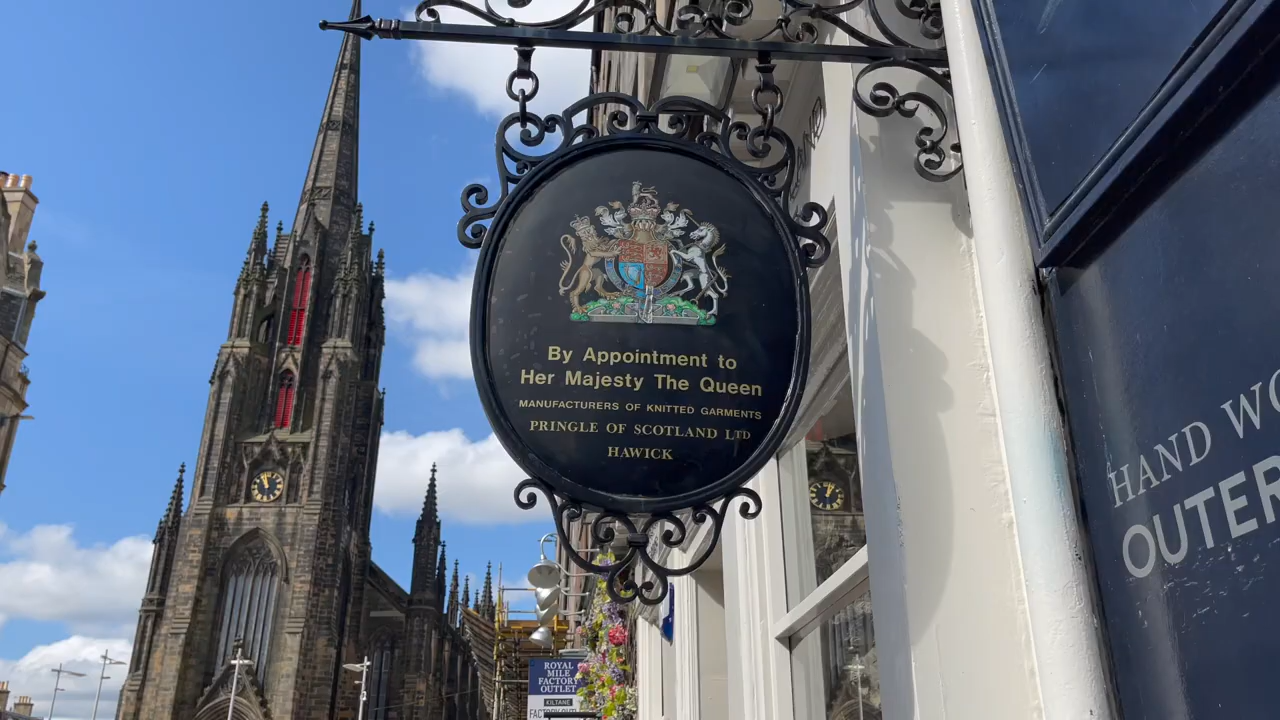 By Appointment to
Her Majesty The Queen
MANUFACTURERS OF KNITTED GARMENTS
PRINGLE OF SCOTLAND LTD
HAWICK
ROYAL
MILE
FACTORY
OUTLET
KILTANE
HAND
OUTER